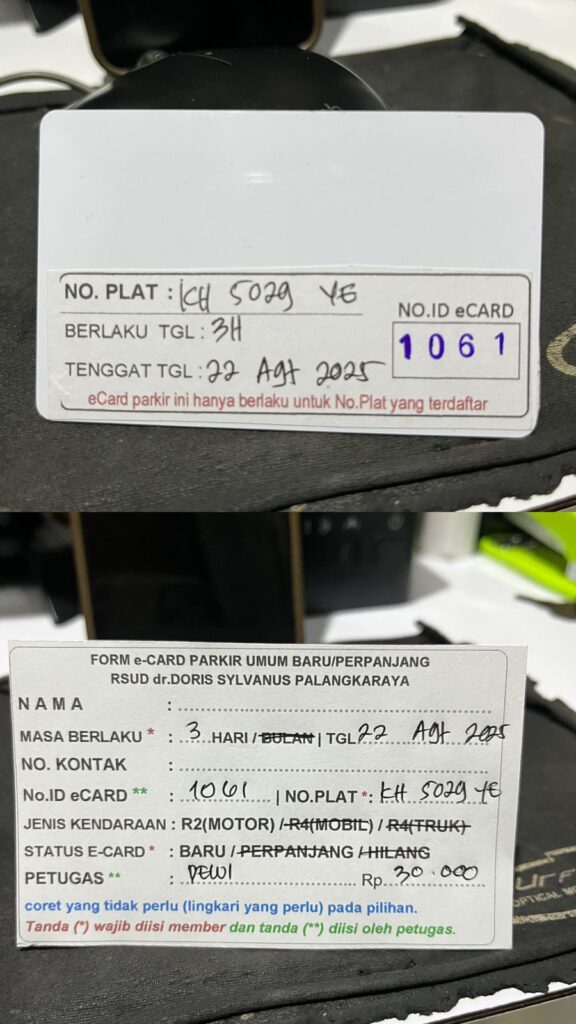 NO. PLAT : KH 5029 YE
BERLAKU TGL : 3H
TENGGAT TGL : 22 Agt 2025
NO.ID eCARD
1061
eCard parkir ini hanya berlaku untuk No.Plat yang terdaftar
FORM e-CARD PARKIR UMUM BARU/PERPANJANG
RSUD dr.DORIS SYLVANUS PALANGKARAYA
NAMA :
MASA BERLAKU * : 3 HARI / BULAN | TGL 22 Agt 2025
NO. KONTAK :
No.ID eCARD ** : 1061 | NO.PLAT *: KH 5029 YE
JENIS KENDARAAN : R2(MOTOR) / R4(MOBIL) / R4(TRUK)
STATUS E-CARD * : BARU / PERPANJANG / HILANG
PETUGAS ** : DEWI Rp. 30.000
coret yang tidak perlu (lingkari yang perlu) pada pilihan.
Tanda (*) wajib diisi member dan tanda (**) diisi oleh petugas.